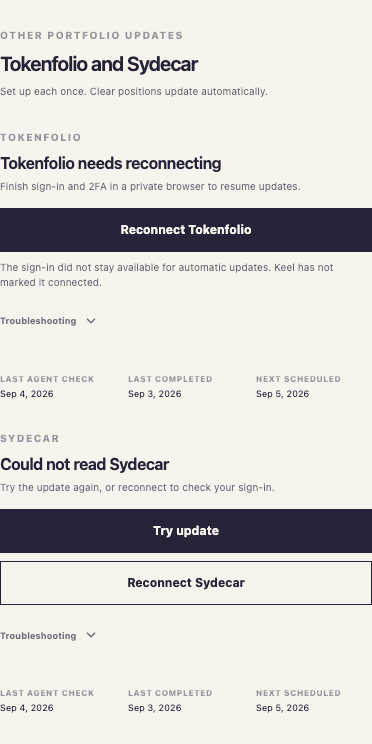 OTHER PORTFOLIO UPDATES
Tokenfolio and Sydecar
Set up each once. Clear positions update automatically.
TOKENFOLIO
Tokenfolio needs reconnecting
Finish sign-in and 2FA in a private browser to resume updates.
Reconnect Tokenfolio
The sign-in did not stay available for automatic updates. Keel has not
marked it connected.
Troubleshooting
LAST AGENT CHECK LAST COMPLETED NEXT SCHEDULED
Sep 4, 2026 Sep 3, 2026 Sep 5, 2026
SYDECAR
Could not read Sydecar
Try the update again, or reconnect to check your sign-in.
Try update
Reconnect Sydecar
Troubleshooting
LAST AGENT CHECK LAST COMPLETED NEXT SCHEDULED
Sep 4, 2026 Sep 3, 2026 Sep 5, 2026